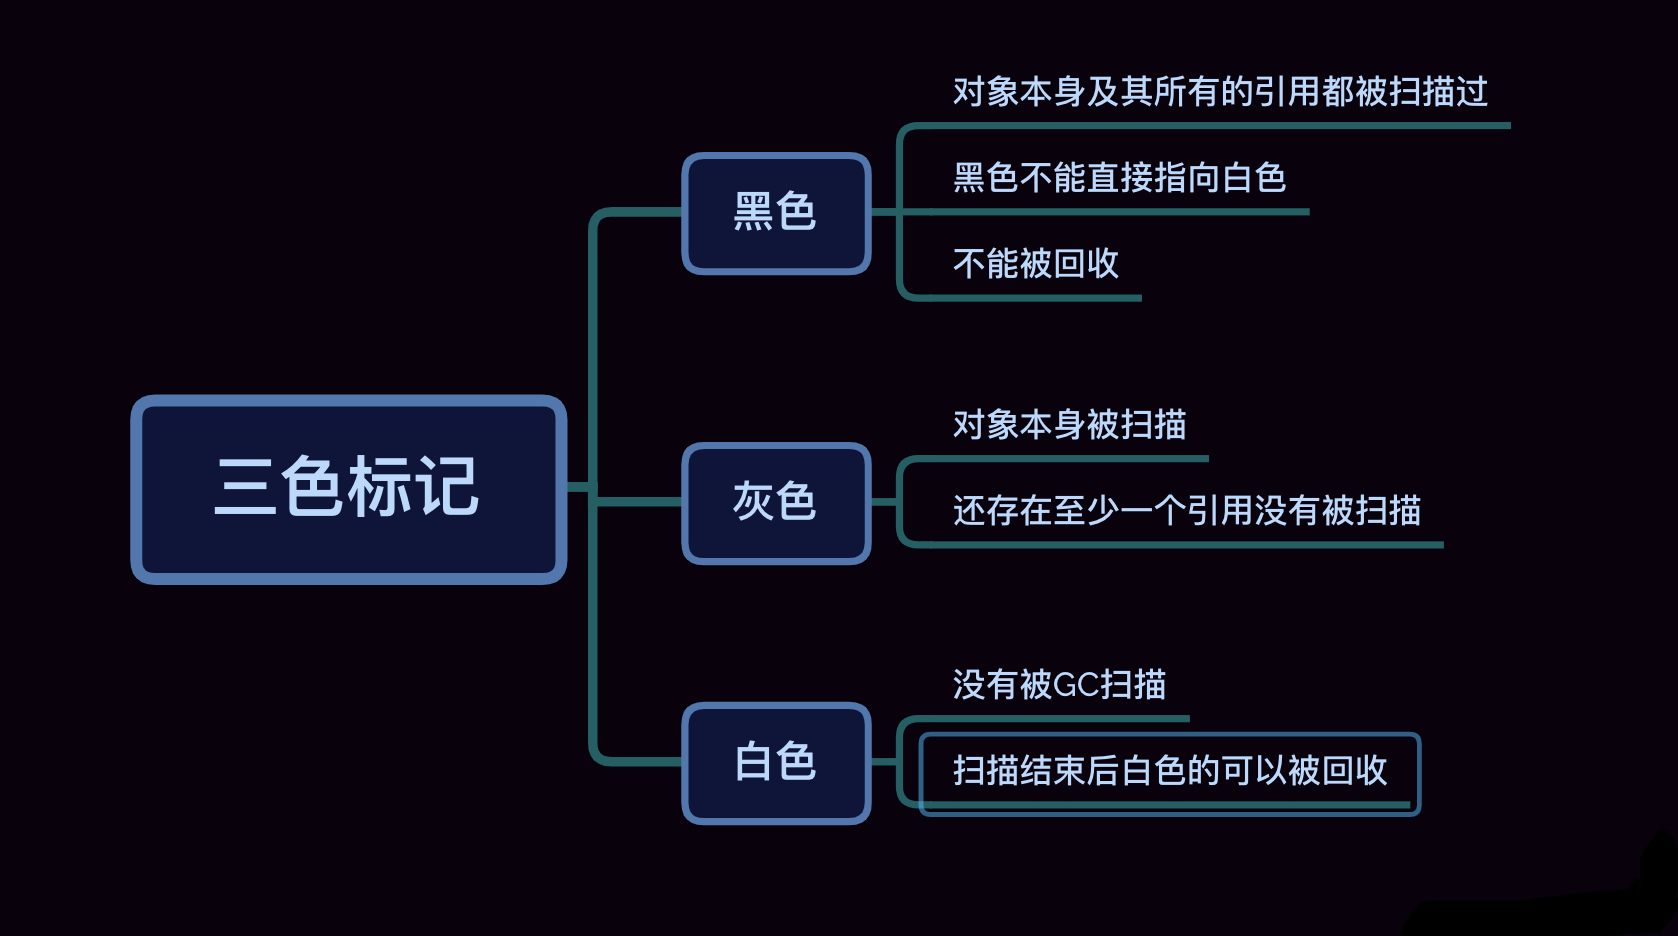 三色标记
黑色
对象本身及其所有的引用都被扫描过
黑色不能直接指向白色
不能被回收
灰色
对象本身被扫描
还存在至少一个引用没有被扫描
白色
没有被GC扫描
扫描结束后白色的可以被回收